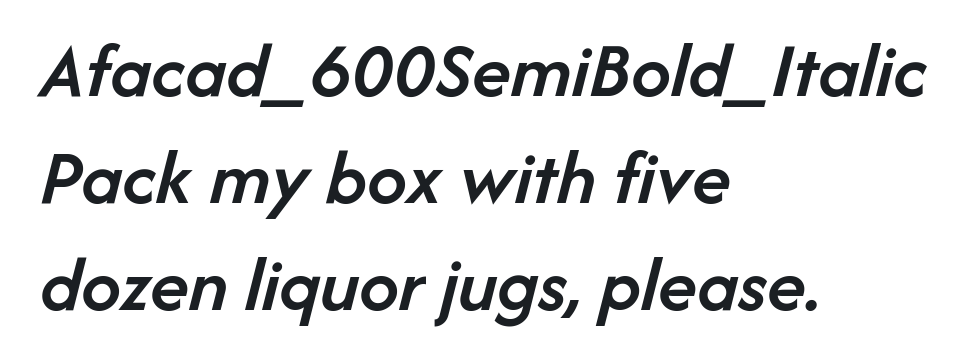 Afacad_600SemiBold_Italic
Pack my box with five
dozen liquor jugs, please.